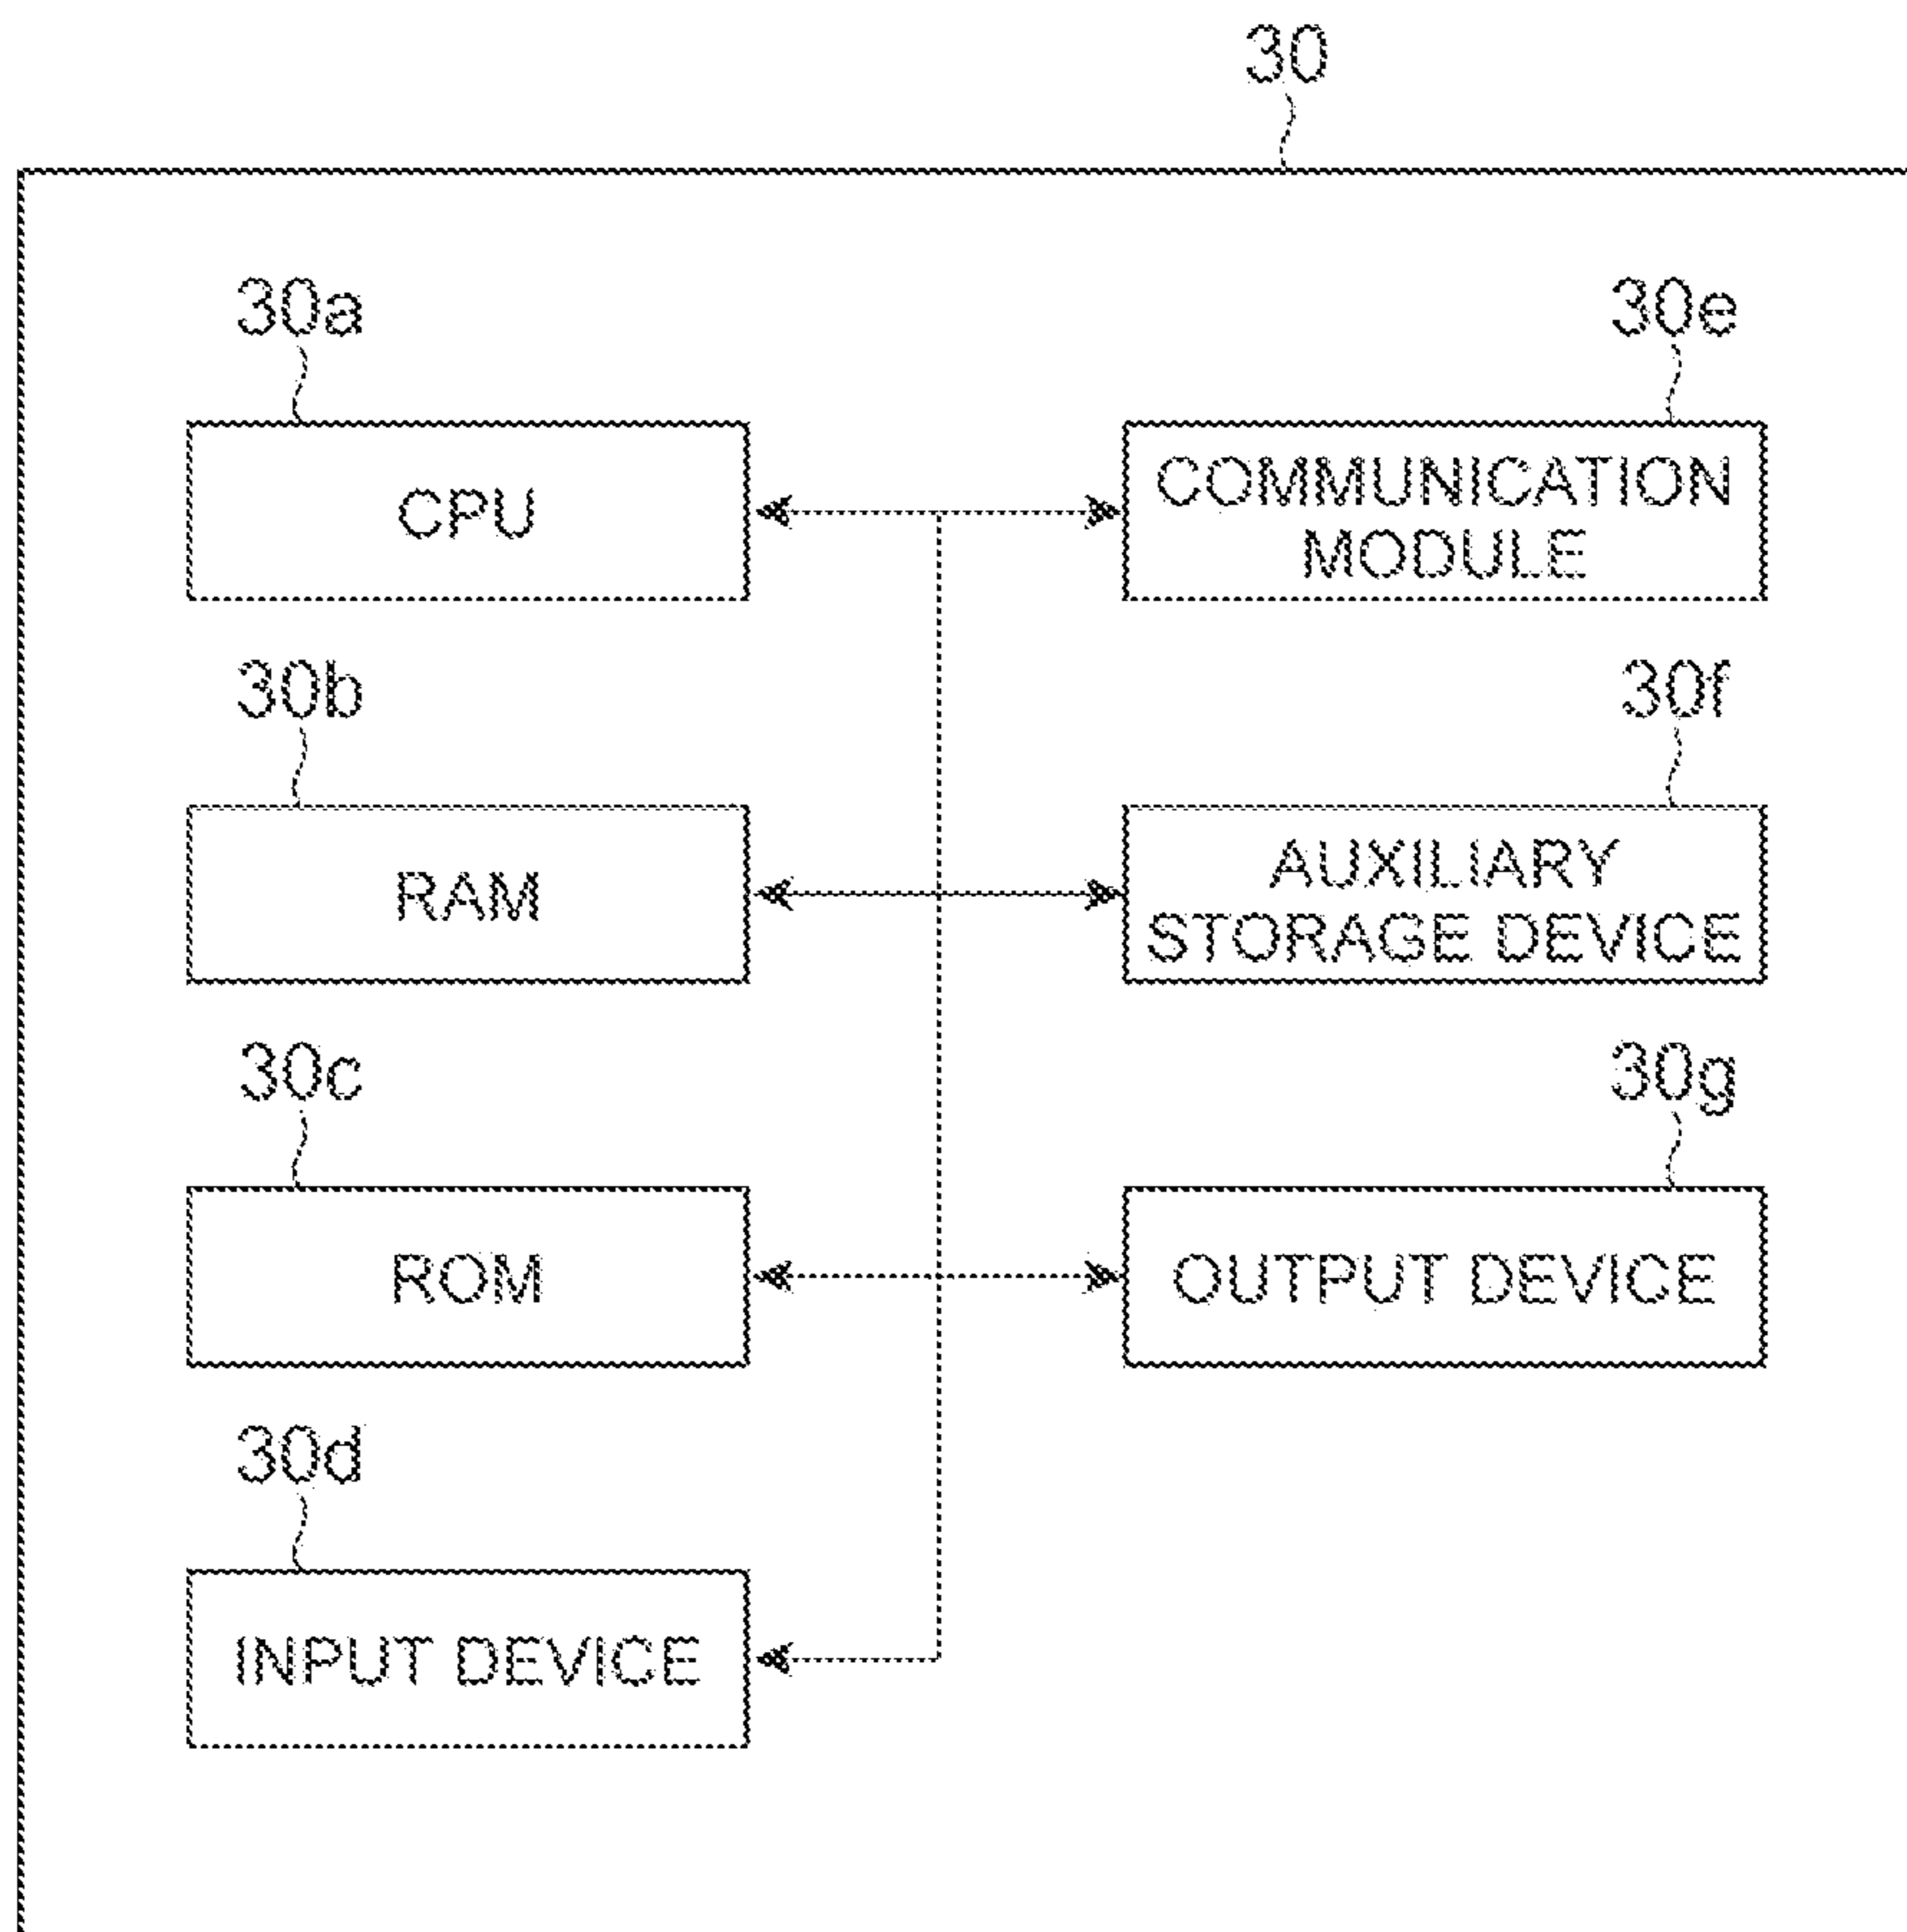 30
30a
CPU
30e
COMMUNICATION
MODULE
30b
RAM
30f
AUXILIARY
STORAGE DEVICE
30c
ROM
30g
OUTPUT DEVICE
30d
INPUT DEVICE